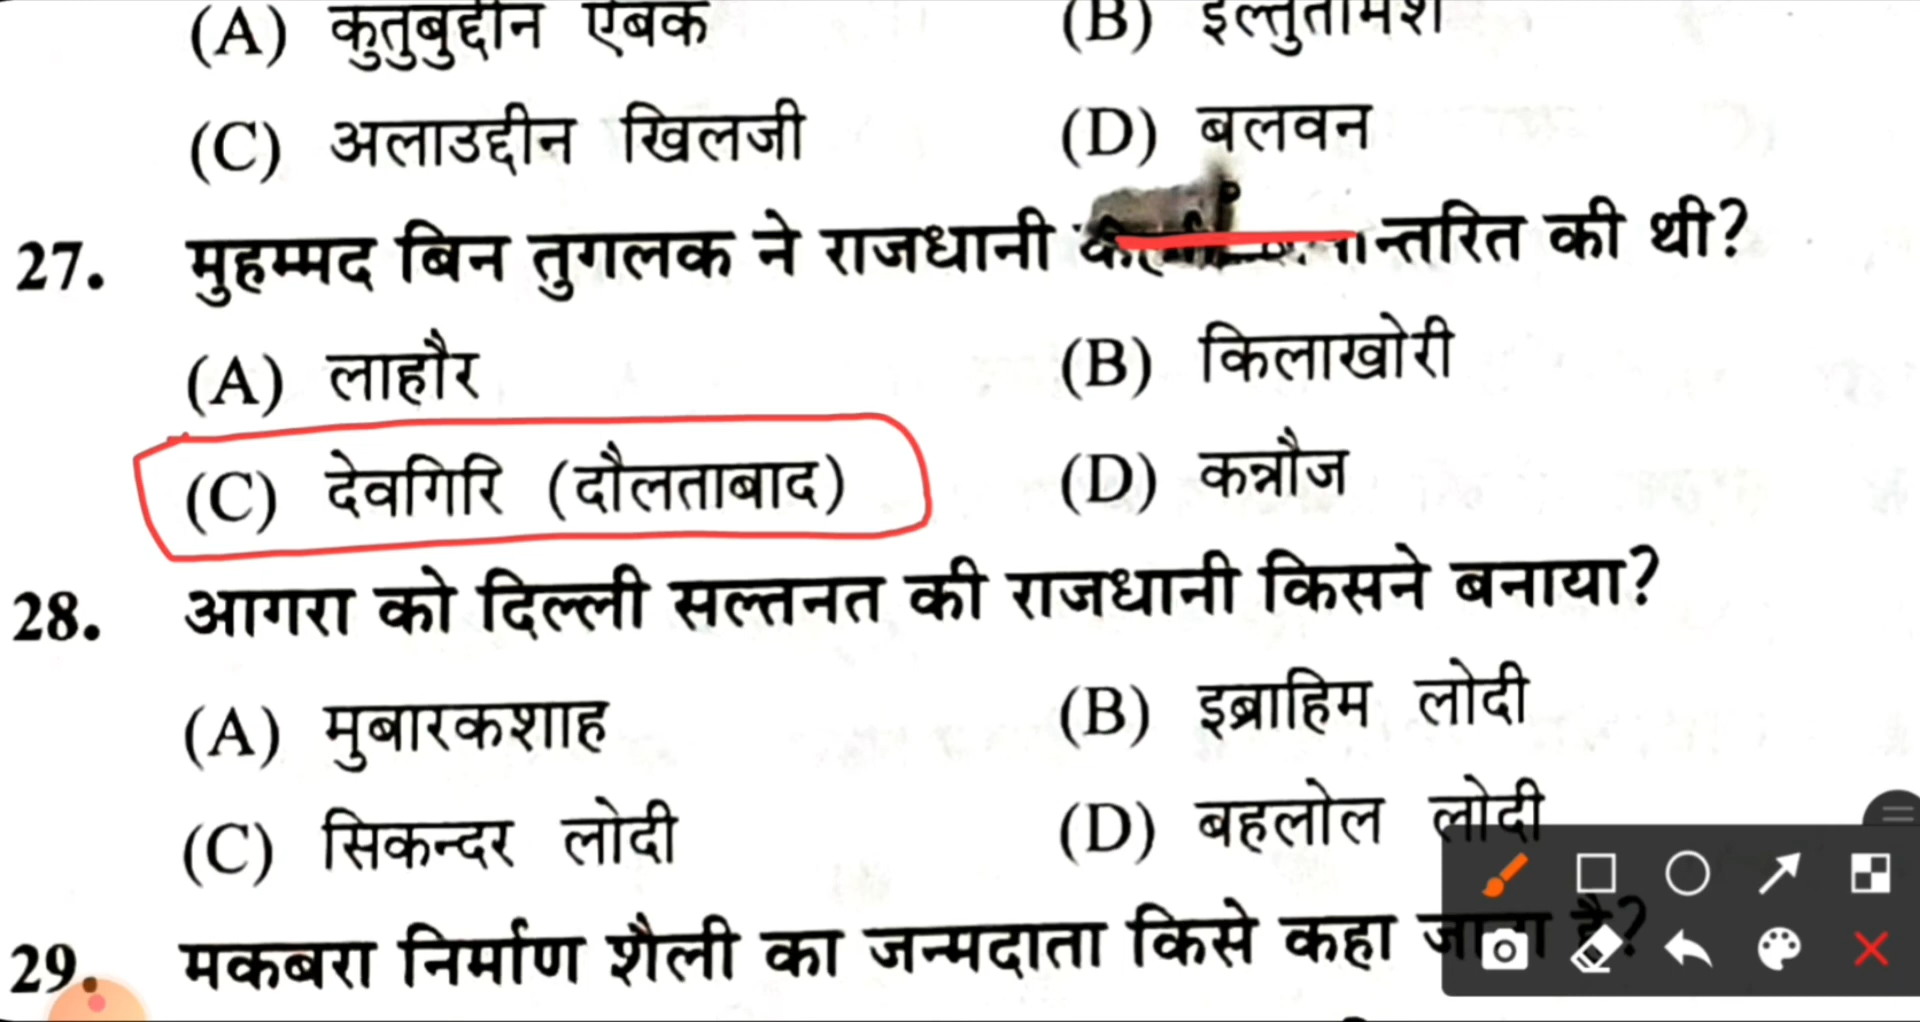 (A) कुतुबुद्दीन ऐबक (B) इल्तुतमिश
(C) अलाउद्दीन खिलजी (D) बलवन
27. मुहम्मद बिन तुगलक ने राजधानी की थी?
(A) लाहौर (B) किलाखोरी
(C) देवगिरि (दौलताबाद) (D) कन्नौज
28. आगरा को दिल्ली सल्तनत की राजधानी किसने बनाया?
(A) मुबारकशाह (B) इब्राहिम लोदी
(C) सिकन्दर लोदी (D) बहलोल लोदी
29. मकबरा निर्माण शैली का जन्मदाता किसे कहा जाता है?